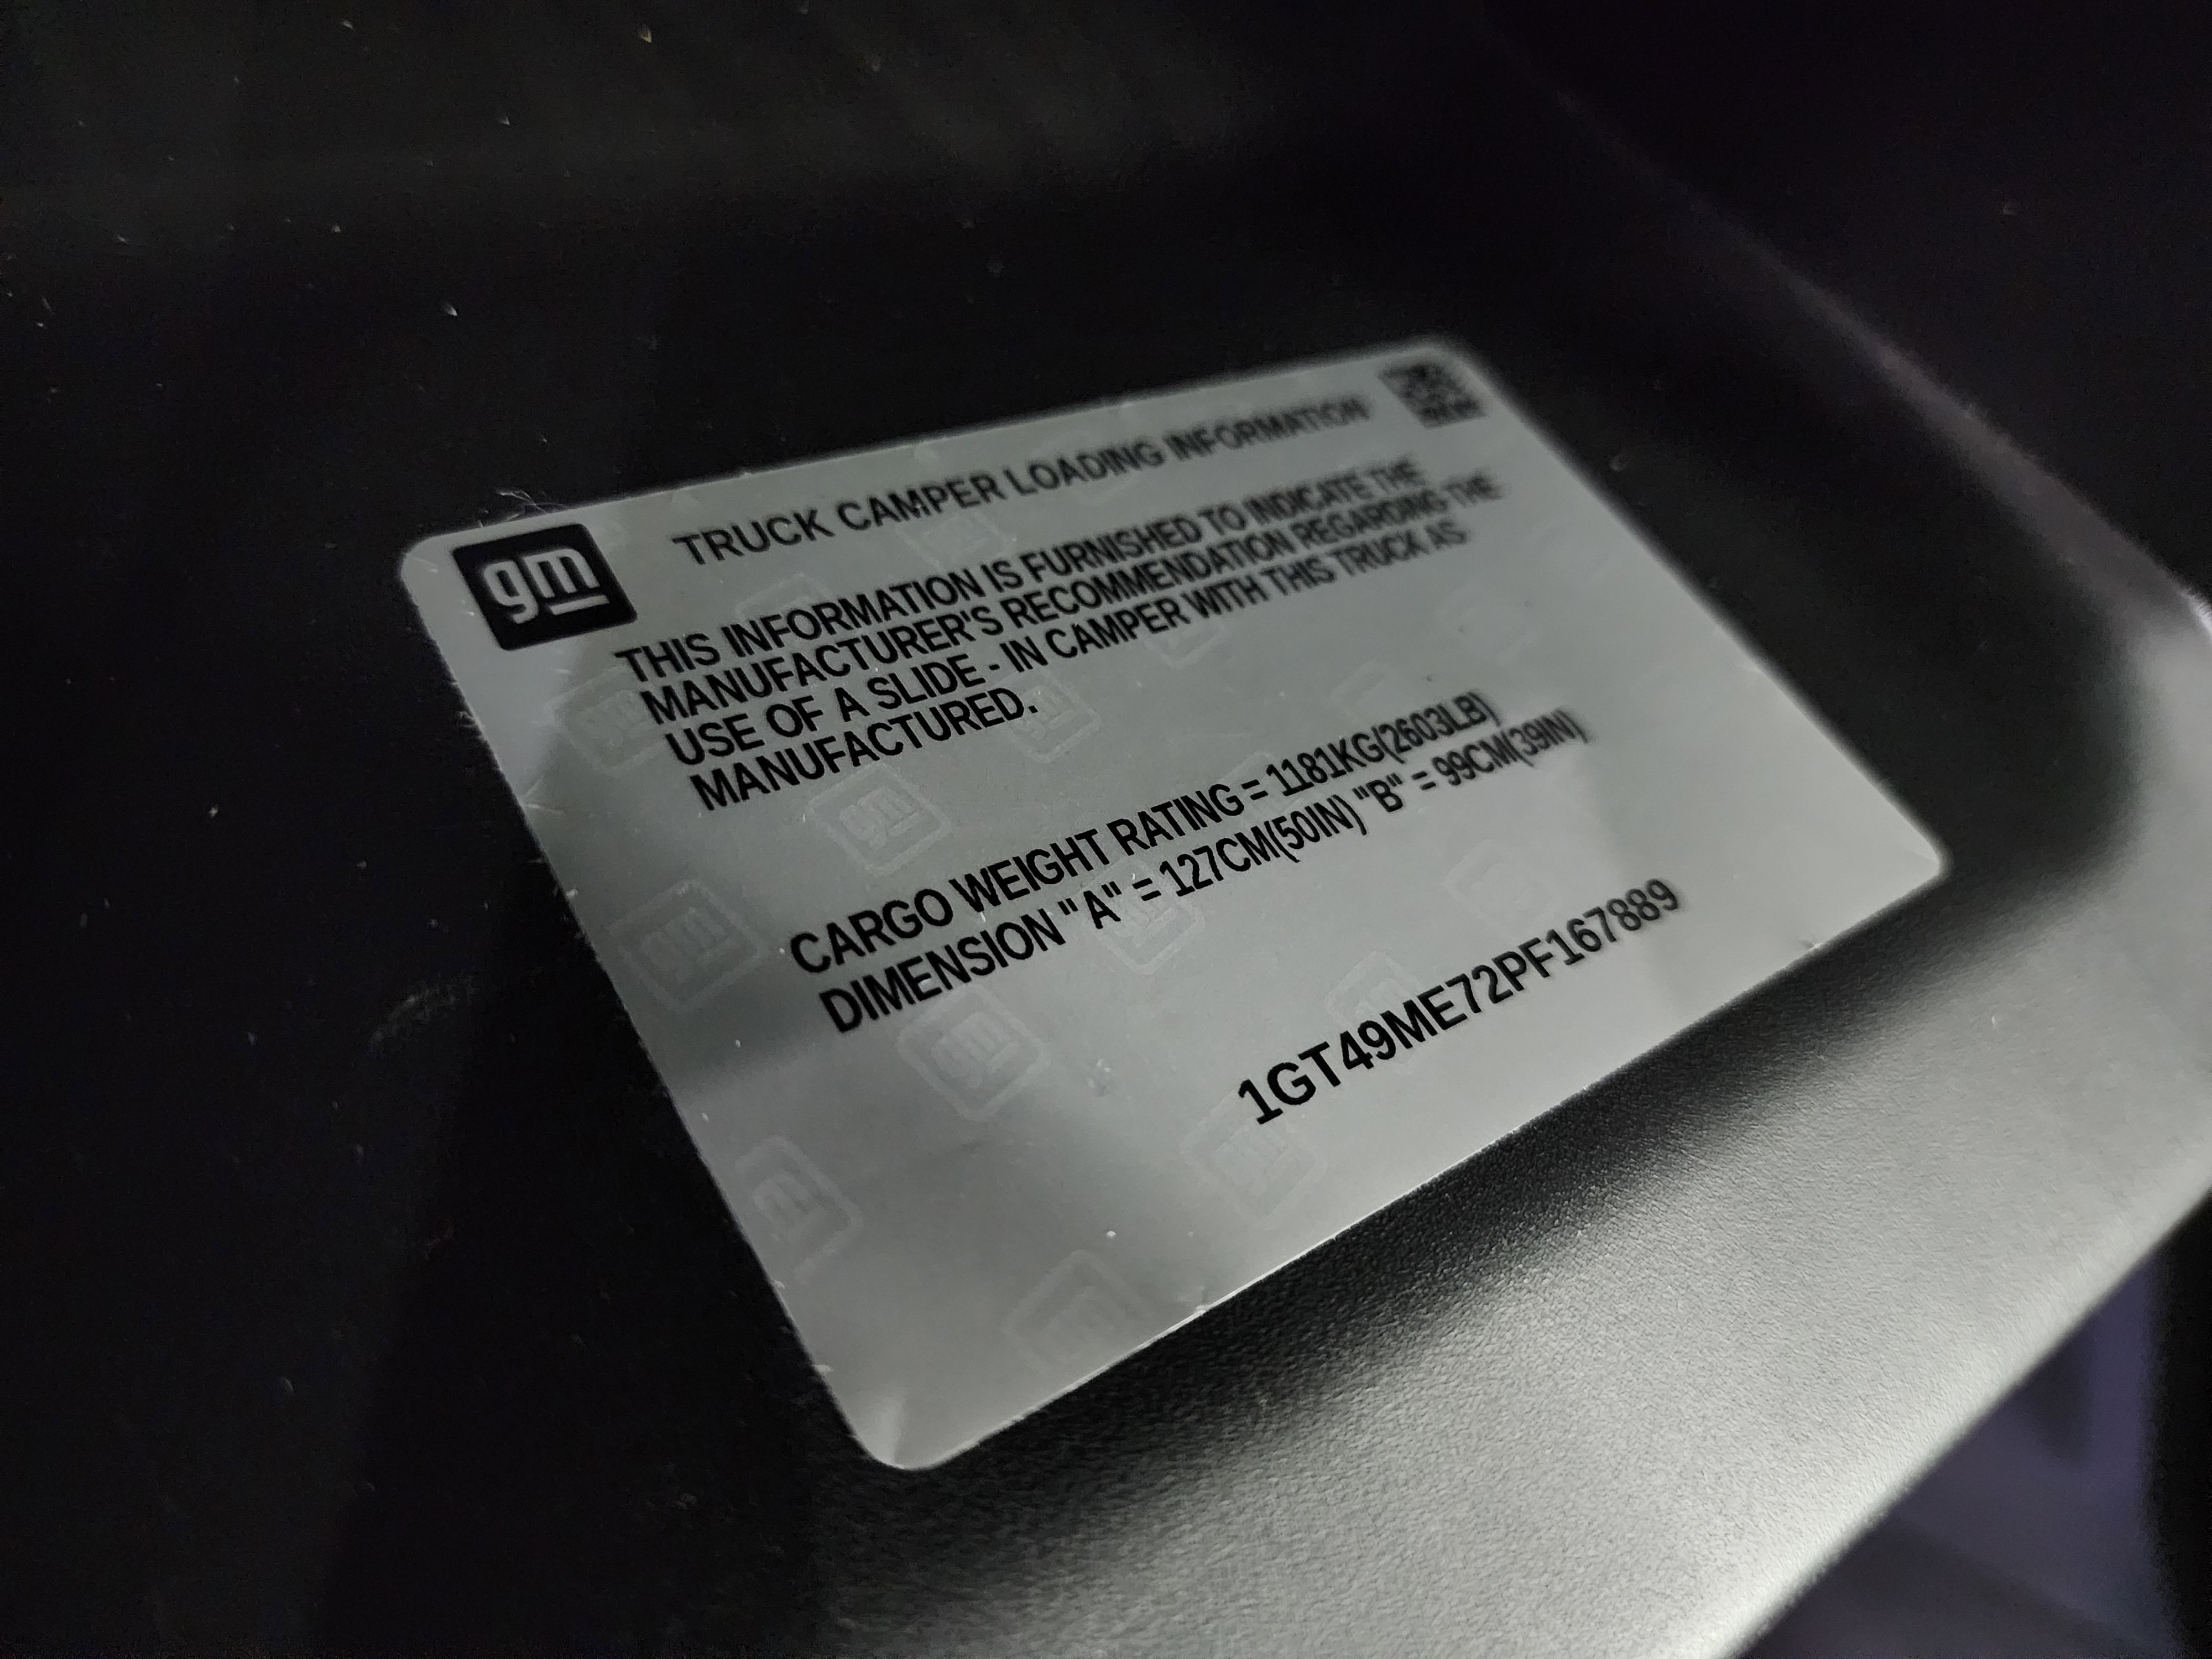 gm
TRUCK CAMPER LOADING INFORMATION
THIS INFORMATION IS FURNISHED TO INDICATE THE
MANUFACTURER'S RECOMMENDATION REGARDING THE
USE OF A SLIDE - IN CAMPER WITH THIS TRUCK AS
MANUFACTURED.
CARGO WEIGHT RATING = 1181KG(2603LB)
DIMENSION "A" = 127CM(50IN) "B" = 99CM(39IN)
1GT49ME72PF167889